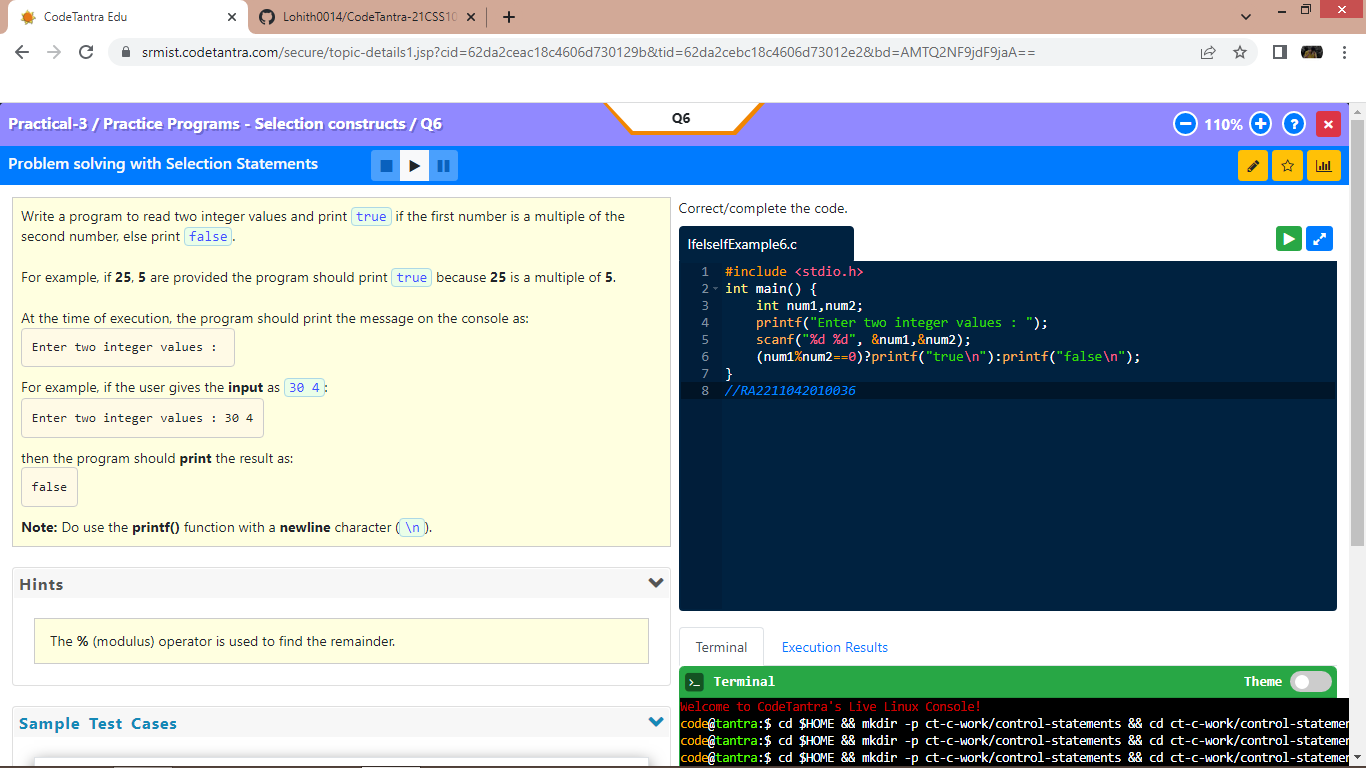 CodeTantra Edu
Lohith0014/CodeTantra-21CSS10
srmist.codetantra.com/secure/topic-details1.jsp?cid=62da2ceac18c4606d730129b&tid=62da2cebc18c4606d73012e2&bd=AMTQ2NF9jdF9jaA==
Practical-3 / Practice Programs - Selection constructs / Q6
Q6
110%
Problem solving with Selection Statements
Write a program to read two integer values and print true if the first number is a multiple of the
second number, else print false.
For example, if 25, 5 are provided the program should print true because 25 is a multiple of 5.
At the time of execution, the program should print the message on the console as:
Enter two integer values :
For example, if the user gives the input as 30 4:
Enter two integer values : 30 4
then the program should print the result as:
false
Note: Do use the printf() function with a newline character (\n).
Hints
The % (modulus) operator is used to find the remainder.
Sample Test Cases
Correct/complete the code.
IfelseIfExample6.c
1 #include <stdio.h>
2 int main() {
3 int num1,num2;
4 printf("Enter two integer values : ");
5 scanf("%d %d", &num1,&num2);
6 (num1%num2==0)?printf("true\n"):printf("false\n");
7 }
8 //RA2211042010036
Terminal
Execution Results
Terminal
Theme
Welcome to CodeTantra's Live Linux Console!
code@tantra:$ cd $HOME && mkdir -p ct-c-work/control-statements && cd ct-c-work/control-statemer
code@tantra:$ cd $HOME && mkdir -p ct-c-work/control-statements && cd ct-c-work/control-statemer
code@tantra:$ cd $HOME && mkdir -p ct-c-work/control-statements && cd ct-c-work/control-statemer